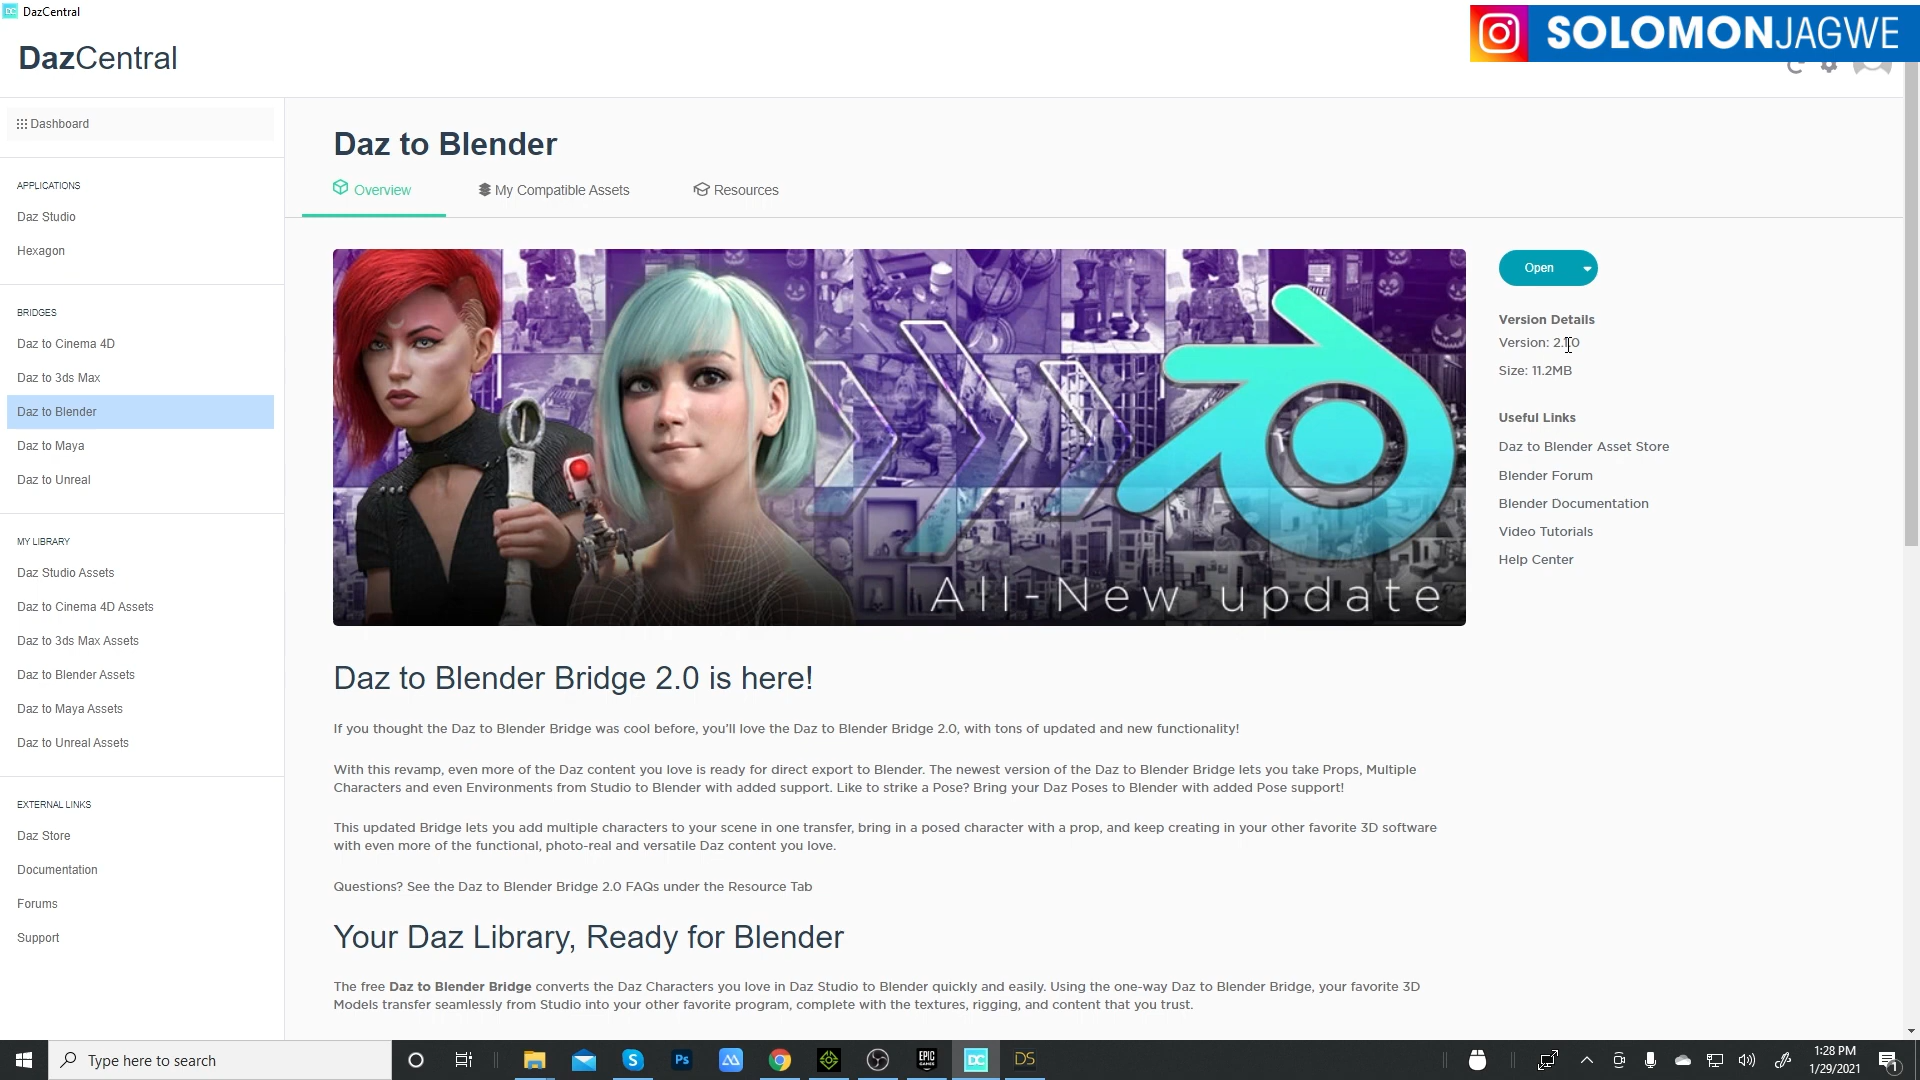 DazCentral
SOLOMONJAGWE
DazCentral
Dashboard
APPLICATIONS
Daz Studio
Hexagon
BRIDGES
Daz to Cinema 4D
Daz to 3ds Max
Daz to Blender
Daz to Maya
Daz to Unreal
MY LIBRARY
Daz Studio Assets
Daz to Cinema 4D Assets
Daz to 3ds Max Assets
Daz to Blender Assets
Daz to Maya Assets
Daz to Unreal Assets
EXTERNAL LINKS
Daz Store
Documentation
Forums
Support
Daz to Blender
Overview My Compatible Assets Resources
All-New update
Open
Version Details
Version:
Size: 11.2MB
Useful Links
Daz to Blender Asset Store
Blender Forum
Blender Documentation
Video Tutorials
Help Center
Daz to Blender Bridge 2.0 is here!
If you thought the Daz to Blender Bridge was cool before, you'll love the Daz to Blender Bridge 2.0, with tons of updated and new functionality!
With this revamp, even more of the Daz content you love is ready for direct export to Blender. The newest version of the Daz to Blender Bridge lets you take Props, Multiple
Characters and even Environments from Studio to Blender with added support. Like to strike a Pose? Bring your Daz Poses to Blender with added Pose support!
This updated Bridge lets you add multiple characters to your scene in one transfer, bring in a posed character with a prop, and keep creating in your other favorite 3D software
with even more of the functional, photo-real and versatile Daz content you love.
Questions? See the Daz to Blender Bridge 2.0 FAQs under the Resource Tab
Your Daz Library, Ready for Blender
The free Daz to Blender Bridge converts the Daz Characters you love in Daz Studio to Blender quickly and easily. Using the one-way Daz to Blender Bridge, your favorite 3D
Models transfer seamlessly from Studio into your other favorite program, complete with the textures, rigging, and content that you trust.
Type here to search
Ps
EPIC GAMES
DC
DS
1:28 PM
1/29/2021
1